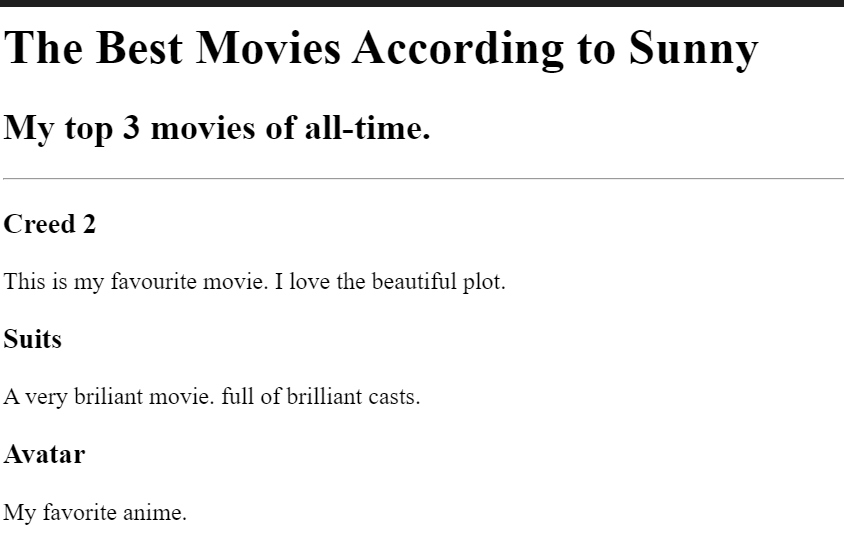 The Best Movies According to Sunny
My top 3 movies of all-time.
Creed 2
This is my favourite movie. I love the beautiful plot.
Suits
A very briliant movie. full of brilliant casts.
Avatar
My favorite anime.